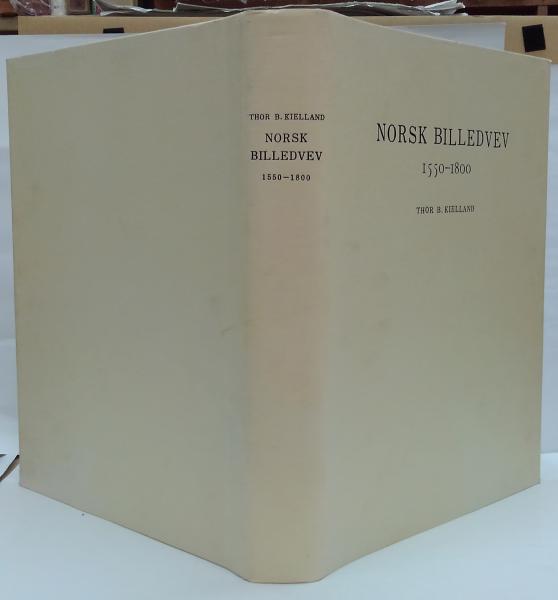 THOR B. KIELLAND
NORSK
BILLEDVEV
1550—1800
NORSK BILLEDVEV
1550-1800
THOR B. KIELLAND